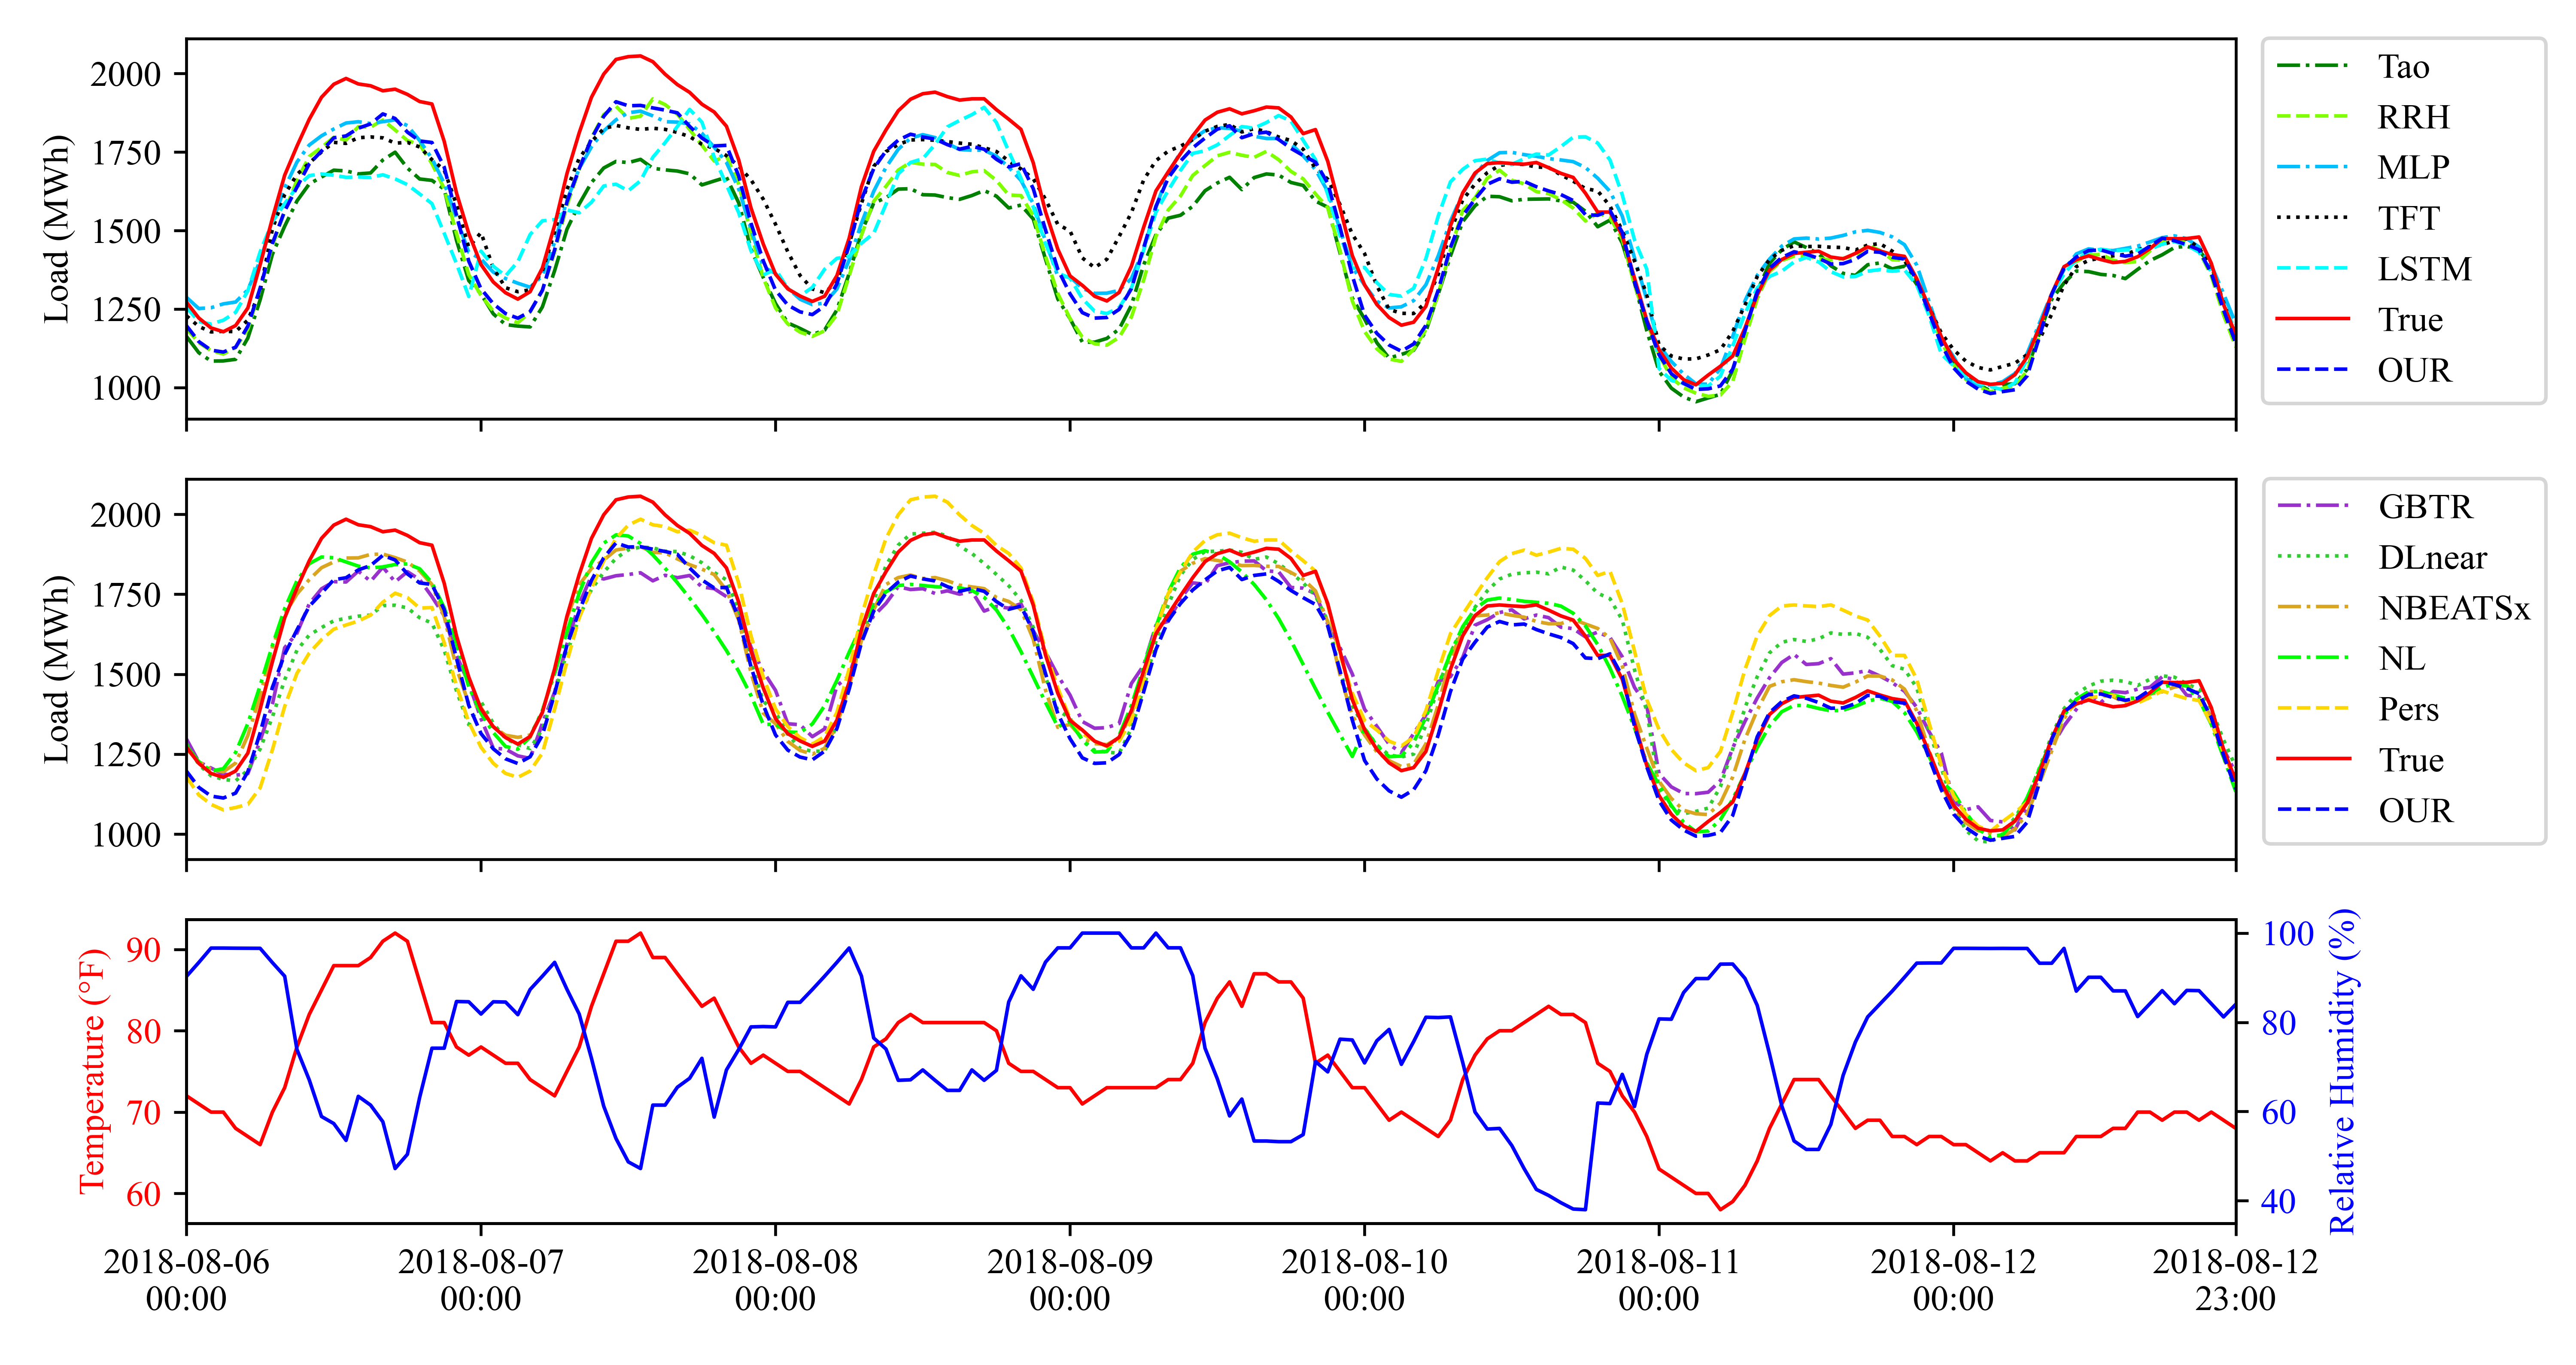 Load (MWh)
2000
1750
1500
1250
1000
Tao
RRH
MLP
TFT
LSTM
True
OUR
Load (MWh)
2000
1750
1500
1250
1000
GBTR
DLnear
NBEATSx
NL
Pers
True
OUR
Temperature (°F)
90
80
70
60
100
80
60
40
Relative Humidity (%)
2018-08-06
00:00
2018-08-07
00:00
2018-08-08
00:00
2018-08-09
00:00
2018-08-10
00:00
2018-08-11
00:00
2018-08-12
00:00
2018-08-12
23:00